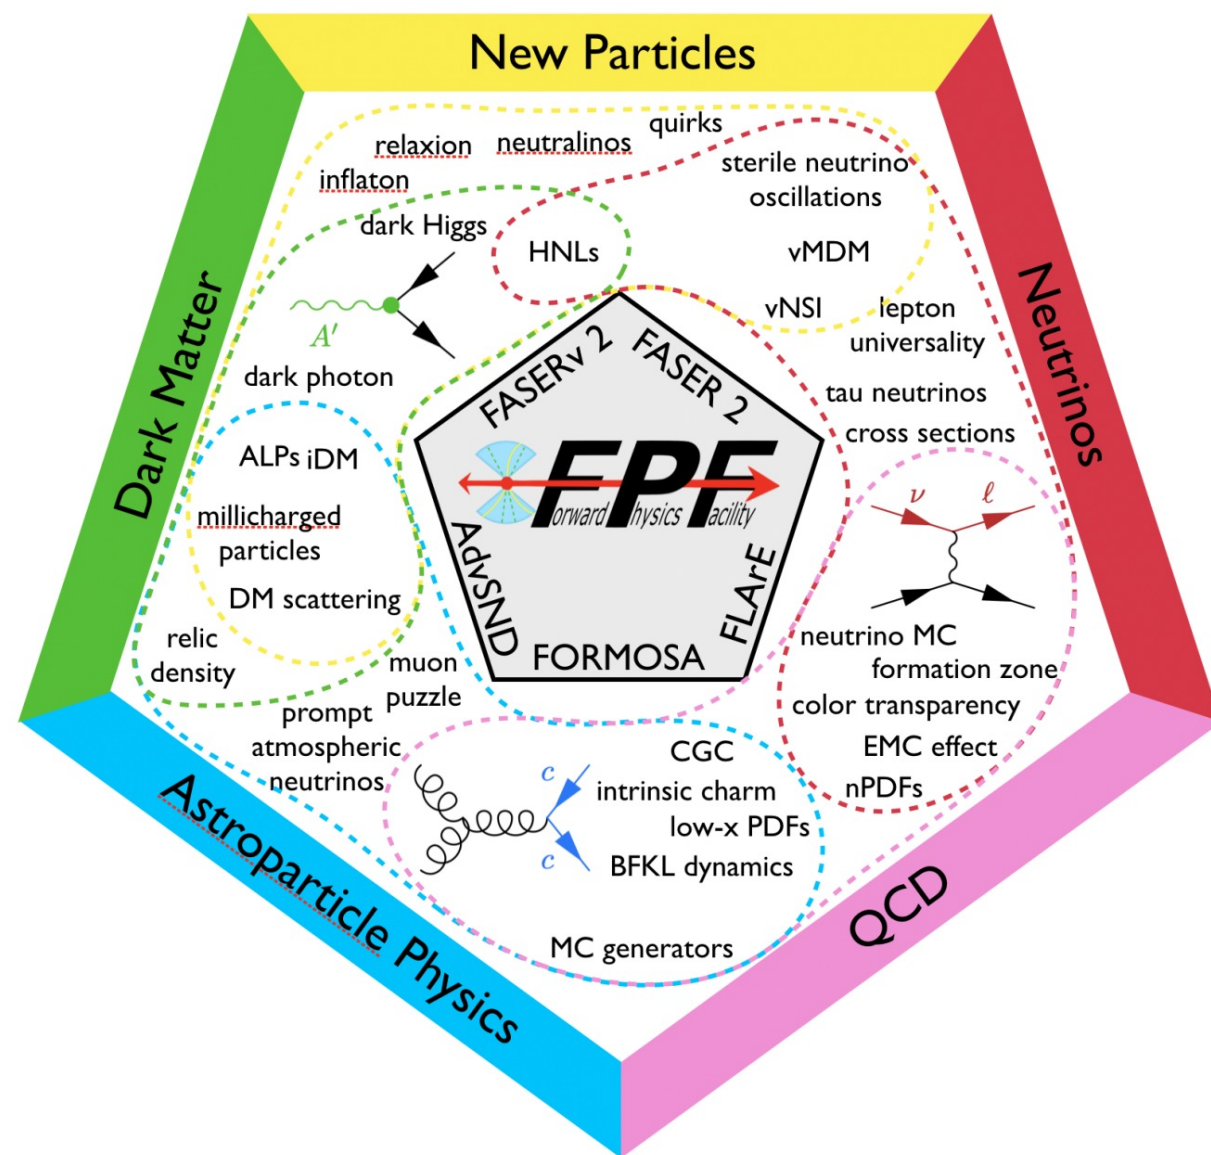 New Particles
Dark Matter
Neutrinos
Astroparticle Physics
QCD
quirks
relaxion
neutralinos
inflaton
sterile neutrino
oscillations
dark Higgs
HNLs
νMDM
νNSI
lepton
universality
A′
dark photon
tau neutrinos
cross sections
ALPs iDM
millicharged
particles
DM scattering
relic
density
muon
puzzle
prompt
atmospheric
neutrinos
FASERν 2
FASER 2
FPF
Forward Physics Facility
AdvSND
FLArE
FORMOSA
ν ℓ
neutrino MC
formation zone
color transparency
EMC effect
nPDFs
CGC
c
intrinsic charm
low-x PDFs
c
BFKL dynamics
MC generators